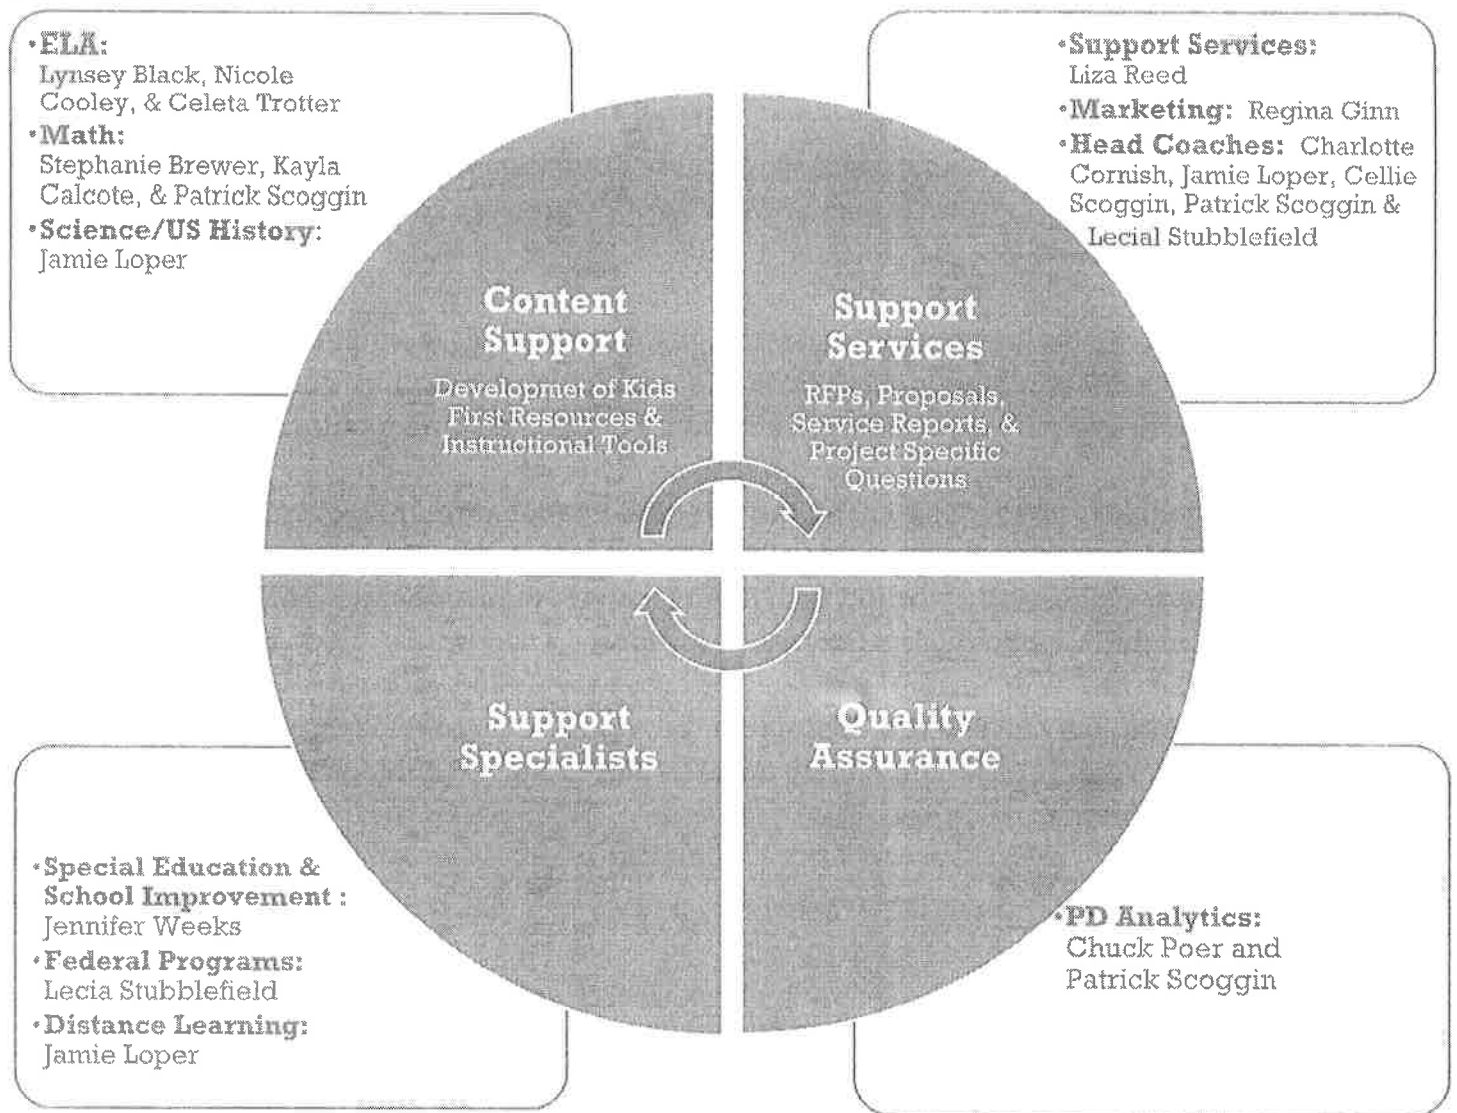 •ELA:
Lynsey Black, Nicole
Cooley, & Celeta Trotter
•Math:
Stephanie Brewer, Kayla
Calcote, & Patrick Scoggin
•Science/US History:
Jamie Loper
•Support Services:
Liza Reed
•Marketing: Regina Ginn
•Head Coaches: Charlotte
Cornish, Jamie Loper, Cellie
Scoggin, Patrick Scoggin &
Lecial Stubblefield
Content
Support
Developmet of Kids
First Resources &
Instructional Tools
Support
Services
RFPs, Proposals,
Service Reports, &
Project Specific
Questions
Support
Specialists
Quality
Assurance
•Special Education &
School Improvement :
Jennifer Weeks
•Federal Programs:
Lecia Stubblefield
•Distance Learning:
Jamie Loper
•PD Analytics:
Chuck Poer and
Patrick Scoggin